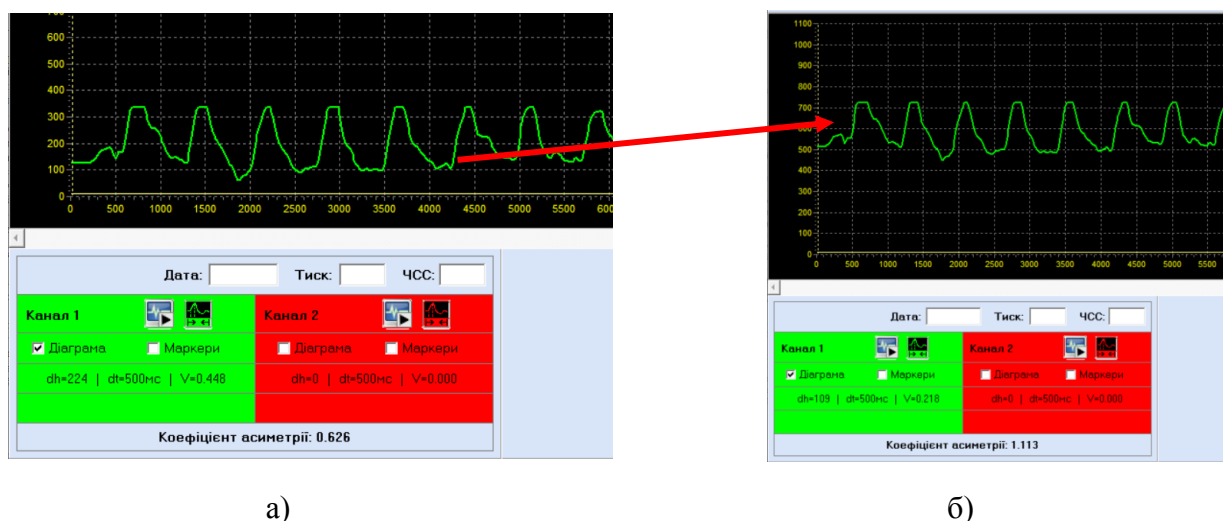 700
600
500
400
300
200
100
0
0 500 1000 1500 2000 2500 3000 3500 4000 4500 5000 5500 600
Дата: Тиск: ЧСС:
Канал 1 Канал 2
Діаграма Маркери Діаграма Маркери
dh=224 | dt=500мс | V=0.448 dh=0 | dt=500мс | V=0.000
Коефіцієнт асиметрії: 0.626
а)
1100
1000
900
800
700
600
500
400
300
200
100
0
0 500 1000 1500 2000 2500 3000 3500 4000 4500 5000 5500
Дата: Тиск: ЧСС:
Канал 1 Канал 2
Діаграма Маркери Діаграма Маркери
dh=109 | dt=500мс | V=0.218 dh=0 | dt=500мс | V=0.000
Коефіцієнт асиметрії: 1.113
б)